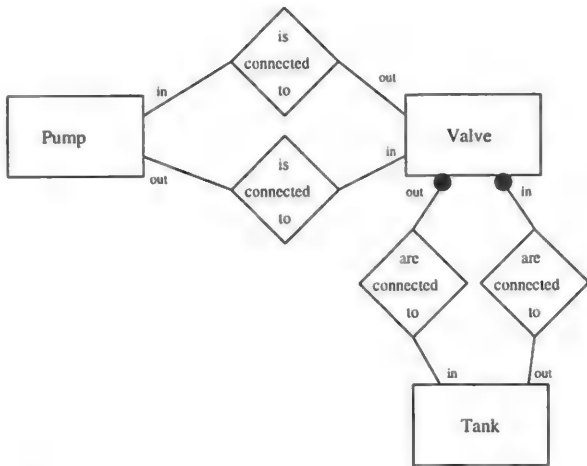 is
connected
to
in
out
Pump
Valve
out
is
connected
to
in
out
in
are
connected
to
are
connected
to
in
out
Tank